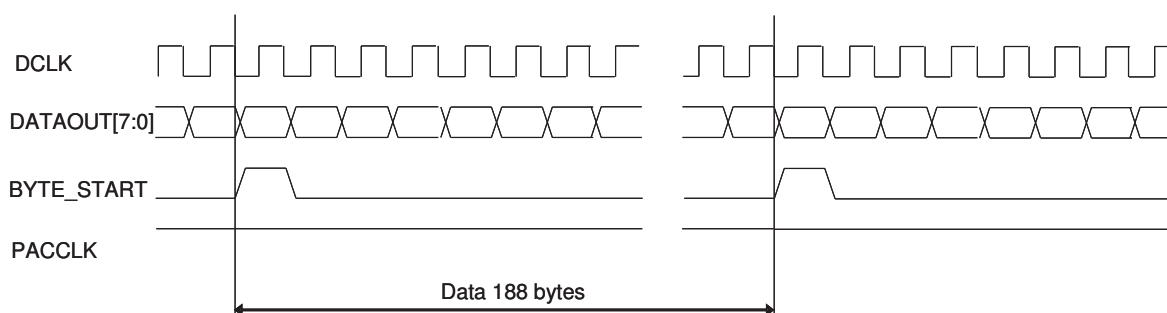 DCLK
DATAOUT[7:0]
BYTE_START
PACCLK
Data 188 bytes